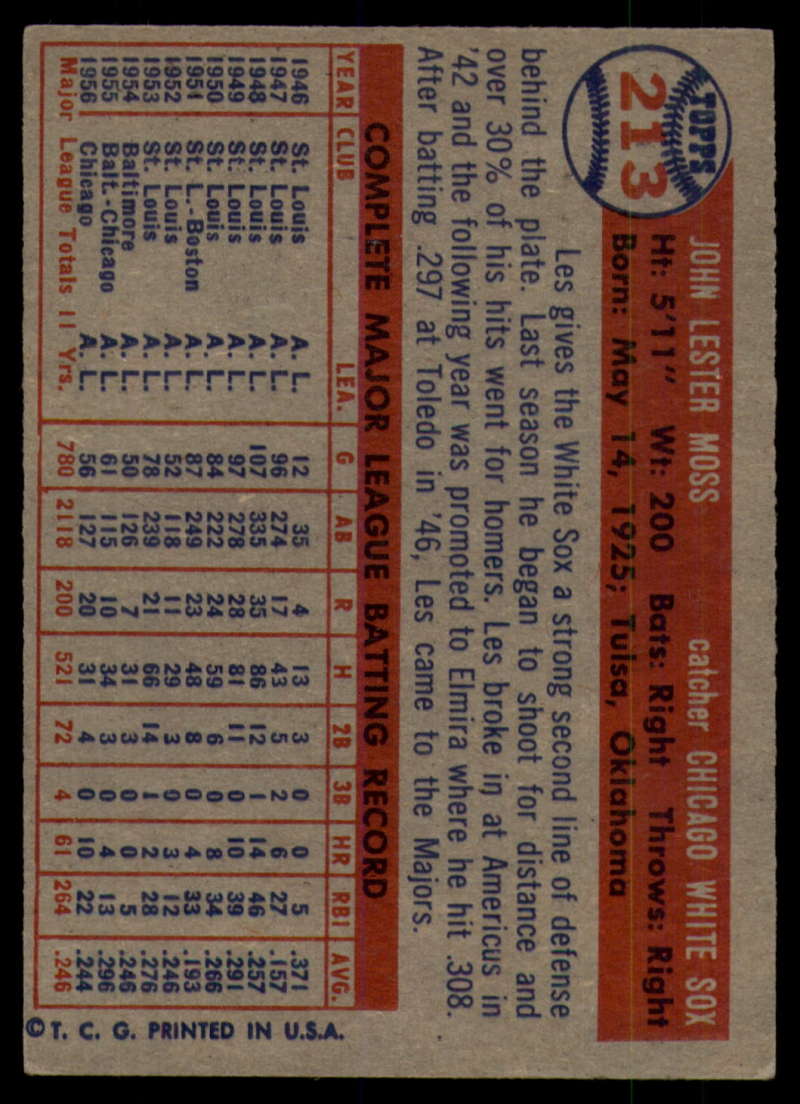 TOPPS
213
JOHN LESTER MOSS catcher CHICAGO WHITE SOX
Ht: 5'11" Wt: 200 Bats: Right Throws: Right
Born: May 14, 1925; Tulsa, Oklahoma
Les gives the White Sox a strong second line of defense
behind the plate. Last season he began to shoot for distance and
over 30% of his hits went for homers. Les broke in at Americus in
'42 and the following year was promoted to Elmira where he hit .308.
After batting .297 at Toledo in '46, Les came to the Majors.
COMPLETE MAJOR LEAGUE BATTING RECORD
YEAR CLUB LEA. G AB R H 2B 3B HR RBI AVG.
1946 St. Louis A. L. 12 35 4 13 3 0 0 5 .371
1947 St. Louis A. L. 96 274 17 43 5 2 6 27 .157
1948 St. Louis A. L. 107 335 35 86 12 1 14 46 .257
1949 St. Louis A. L. 97 278 28 81 11 0 10 39 .291
1950 St. Louis A. L. 84 222 24 59 6 0 8 34 .266
1951 St. L.-Boston A. L. 87 249 23 48 8 0 4 33 .193
1952 St. Louis A. L. 52 118 11 29 3 0 3 12 .246
1953 St. Louis A. L. 78 239 21 66 14 1 2 28 .276
1954 Baltimore A. L. 50 126 7 31 3 0 0 5 .246
1955 Balt.-Chicago A. L. 61 115 10 34 3 0 4 13 .296
1956 Chicago A. L. 56 127 20 31 4 0 10 22 .244
Major League Totals 11 Yrs. 780 2118 200 521 72 4 61 264 .246
© T. C. G. PRINTED IN U.S.A.